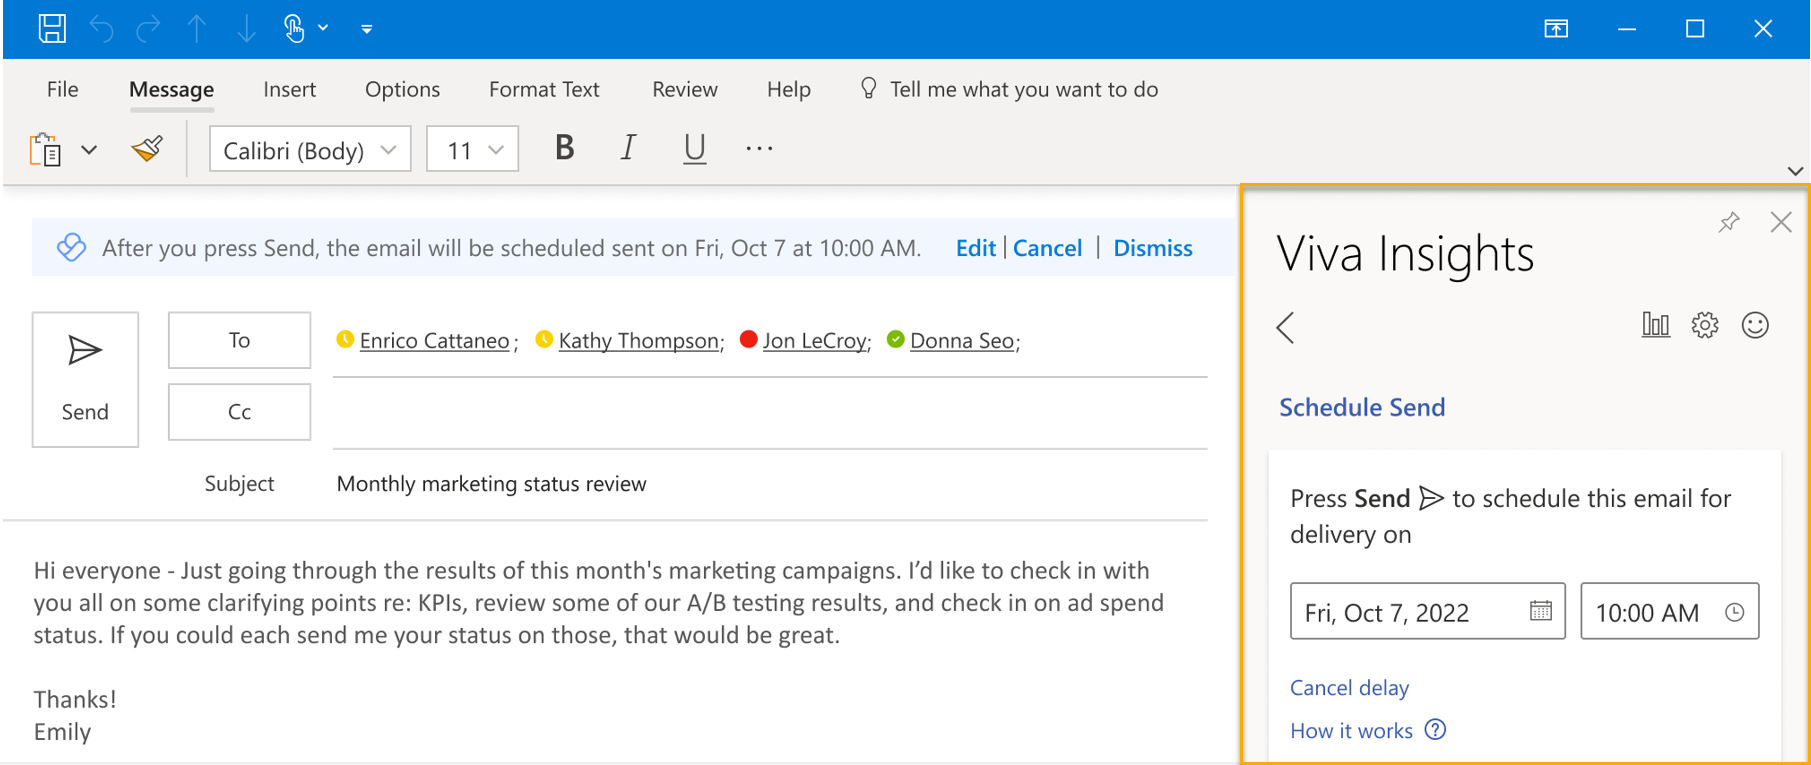 File Message Insert Options Format Text Review Help Tell me what you want to do
Calibri (Body) 11 B I U ...
After you press Send, the email will be scheduled sent on Fri, Oct 7 at 10:00 AM. Edit | Cancel | Dismiss
Send
To
Enrico Cattaneo ; Kathy Thompson; Jon LeCroy; Donna Seo;
Cc
Subject
Monthly marketing status review
Hi everyone - Just going through the results of this month's marketing campaigns. I’d like to check in with
you all on some clarifying points re: KPIs, review some of our A/B testing results, and check in on ad spend
status. If you could each send me your status on those, that would be great.
Thanks!
Emily
Viva Insights
Schedule Send
Press Send to schedule this email for
delivery on
Fri, Oct 7, 2022
10:00 AM
Cancel delay
How it works ?